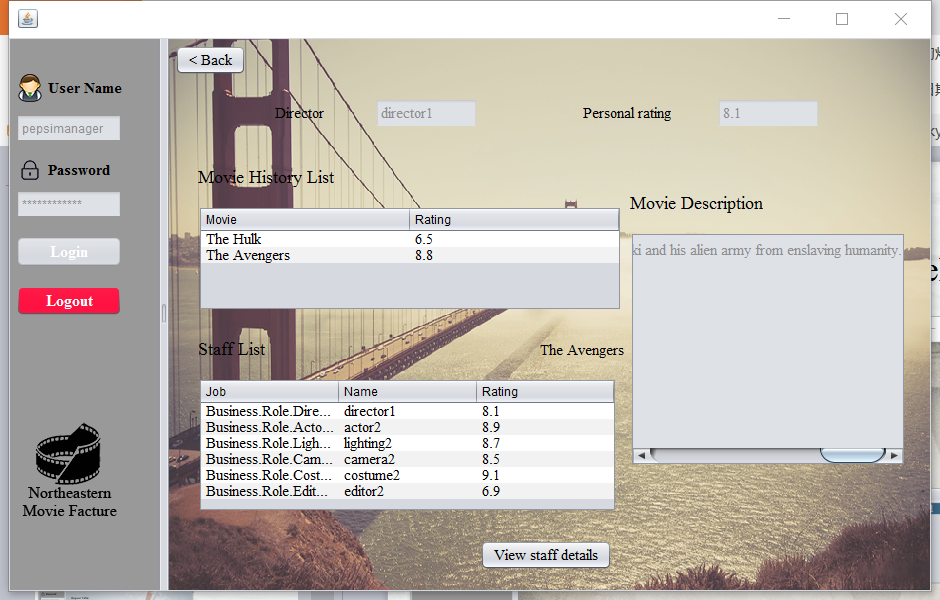 < Back
User Name
pepsimanager
Password
************
Login
Logout
Northeastern
Movie Facture
Director
director1
Personal rating
8.1
Movie History List
Movie Rating
The Hulk 6.5
The Avengers 8.8
Movie Description
ki and his alien army from enslaving humanity.
Staff List
The Avengers
Job Name Rating
Business.Role.Dire... director1 8.1
Business.Role.Acto... actor2 8.9
Business.Role.Ligh... lighting2 8.7
Business.Role.Cam... camera2 8.5
Business.Role.Cost... costume2 9.1
Business.Role.Edit... editor2 6.9
View staff details